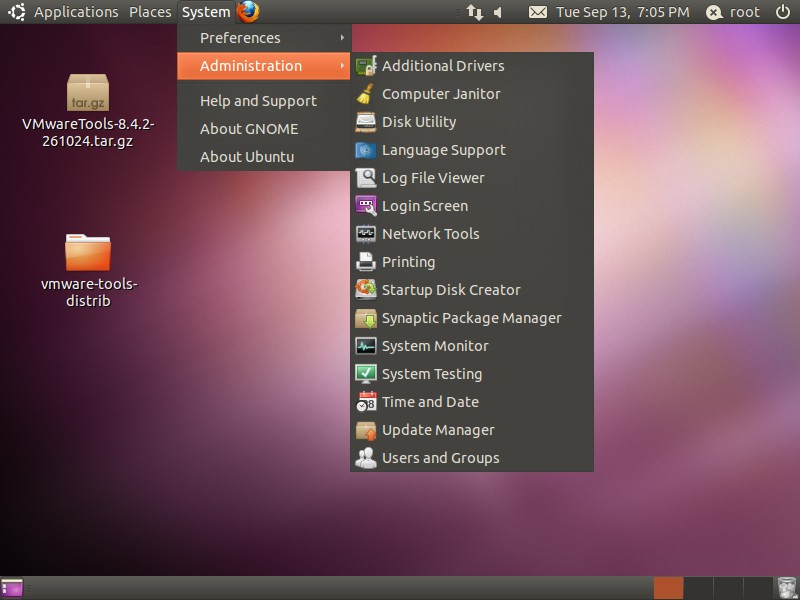 Applications Places System Tue Sep 13, 7:05 PM root
Preferences
Administration
Help and Support
About GNOME
About Ubuntu
Additional Drivers
Computer Janitor
Disk Utility
Language Support
Log File Viewer
Login Screen
Network Tools
Printing
Startup Disk Creator
Synaptic Package Manager
System Monitor
System Testing
Time and Date
Update Manager
Users and Groups
tar.gz
VMwareTools-8.4.2-
261024.tar.gz
vmware-tools-
distrib